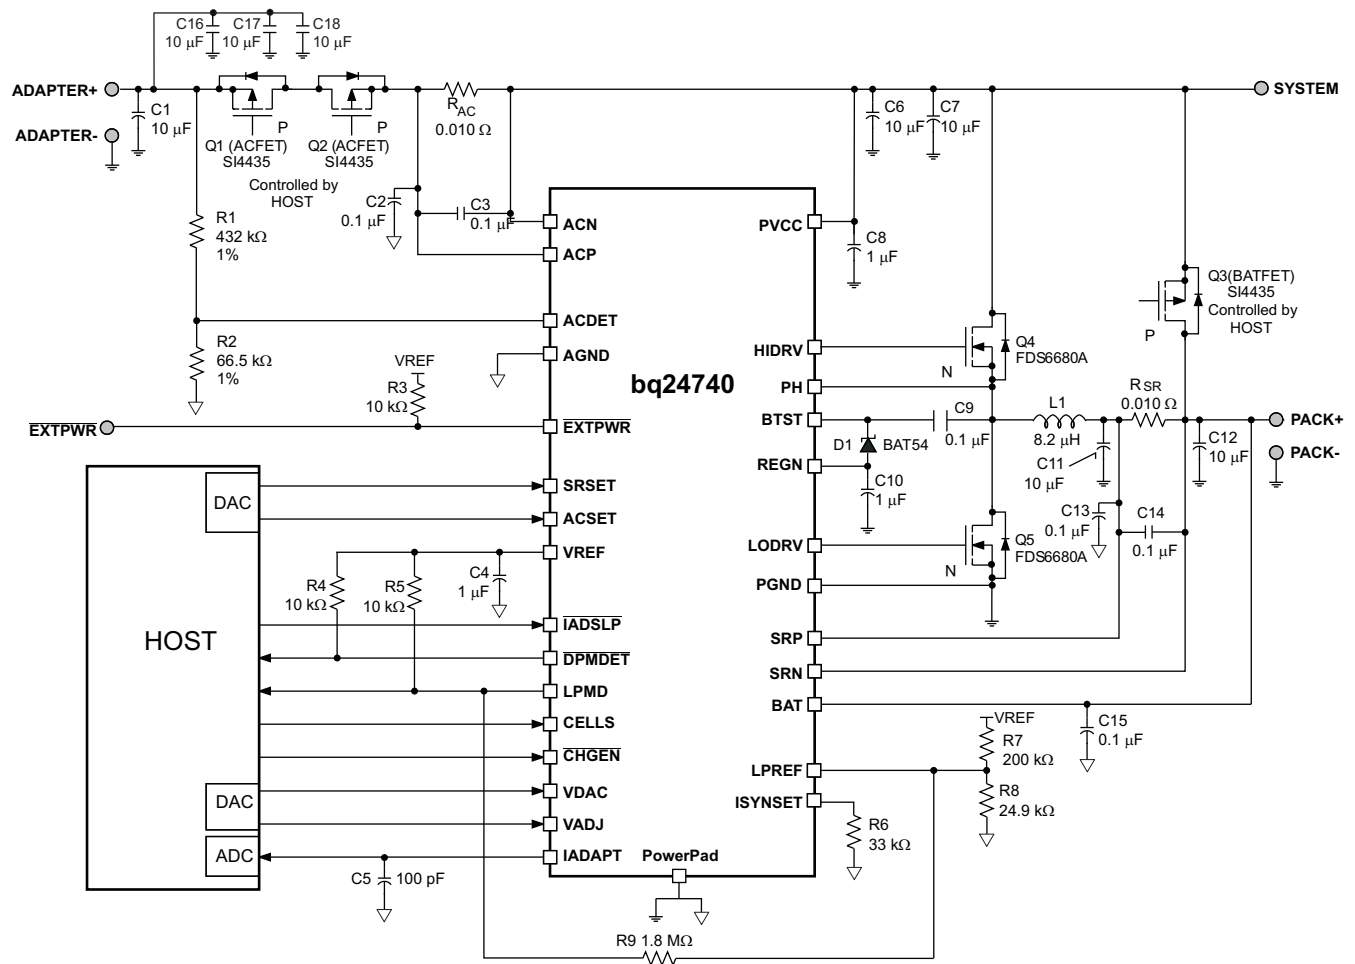 C16
10 µF
C17
10 µF
C18
10 µF
ADAPTER+
C1
10 µF
ADAPTER-
P
Q1 (ACFET)
SI4435
P
Q2 (ACFET)
SI4435
Controlled by
HOST
RAC
0.010 Ω
C6
10 µF
C7
10 µF
SYSTEM
C2
0.1 µF
C3
0.1 µF
R1
432 kΩ
1%
R2
66.5 kΩ
1%
VREF
R3
10 kΩ
EXTPWR
ACN
ACP
ACDET
AGND
EXTPWR
bq24740
PVCC
C8
1 µF
Q3(BATFET)
SI4435
Controlled by
HOST
P
HIDRV
PH
BTST
REGN
N
Q4
FDS6680A
D1
BAT54
C9
0.1 µF
C10
1 µF
L1
8.2 µH
RSR
0.010 Ω
C11
10 µF
C12
10 µF
PACK+
PACK-
C13
0.1 µF
C14
0.1 µF
LODRV
PGND
N
Q5
FDS6680A
SRP
SRN
BAT
C15
0.1 µF
HOST
DAC
DAC
ADC
SRSET
ACSET
VREF
R4
10 kΩ
R5
10 kΩ
C4
1 µF
IADSLP
DPMDET
LPMD
CELLS
CHGEN
VDAC
VADJ
IADAPT
C5
100 pF
PowerPad
LPREF
ISYNSET
VREF
R7
200 kΩ
R8
24.9 kΩ
R6
33 kΩ
R9 1.8 MΩ